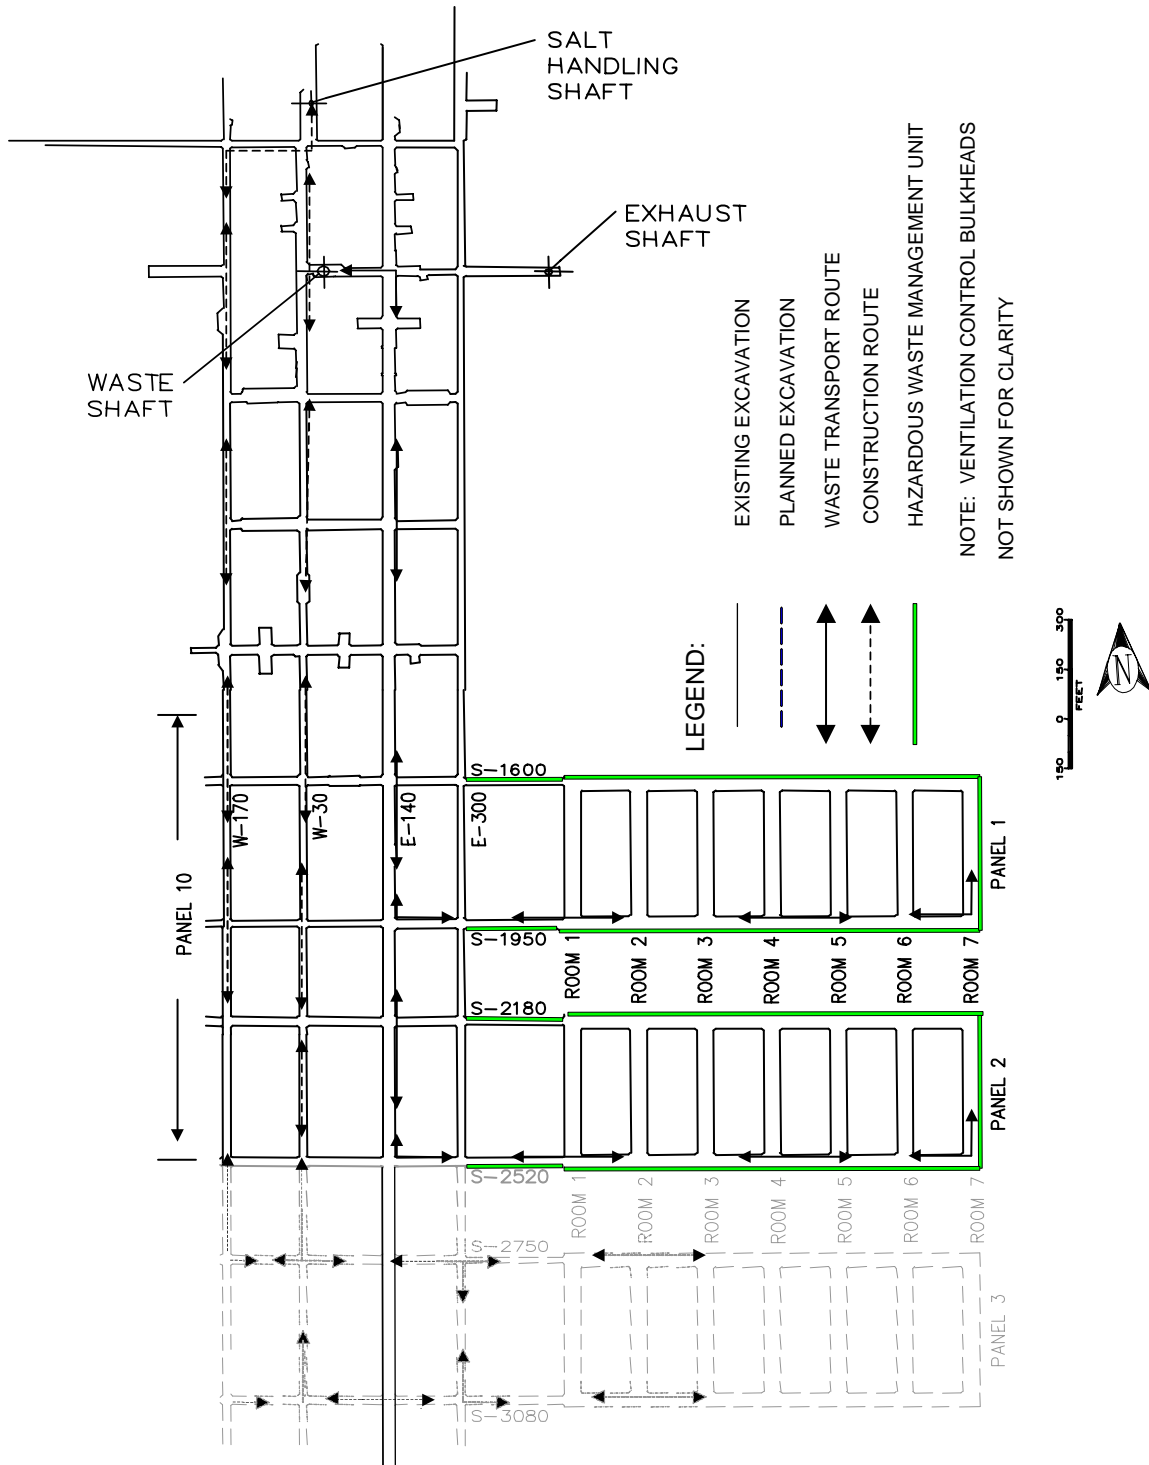 SALT
HANDLING
SHAFT
EXHAUST
SHAFT
WASTE
SHAFT
LEGEND:
EXISTING EXCAVATION
PLANNED EXCAVATION
WASTE TRANSPORT ROUTE
CONSTRUCTION ROUTE
HAZARDOUS WASTE MANAGEMENT UNIT
NOTE: VENTILATION CONTROL BULKHEADS
NOT SHOWN FOR CLARITY
150 0 150 300
FEET
N
PANEL 10
W-170
W-30
E-140
E-300
S-1600
PANEL 1
S-1950
ROOM 1
ROOM 2
ROOM 3
ROOM 4
ROOM 5
ROOM 6
ROOM 7
S-2180
PANEL 2
S-2520
ROOM 1
ROOM 2
ROOM 3
ROOM 4
ROOM 5
ROOM 6
ROOM 7
S-2750
PANEL 3
S-3080